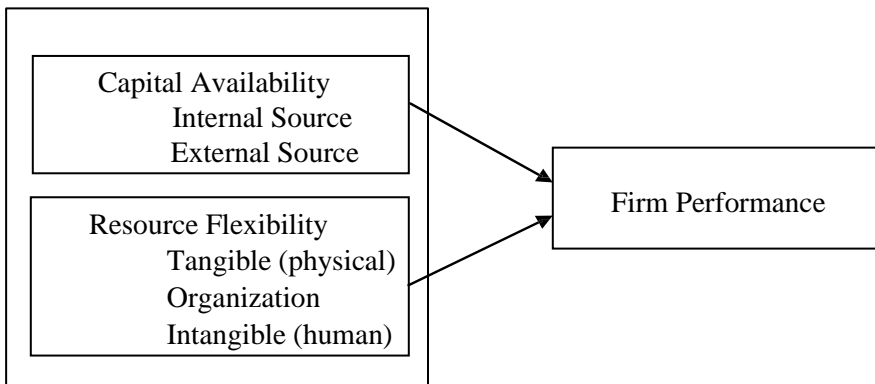 Capital Availability
Internal Source
External Source
Resource Flexibility
Tangible (physical)
Organization
Intangible (human)
Firm Performance